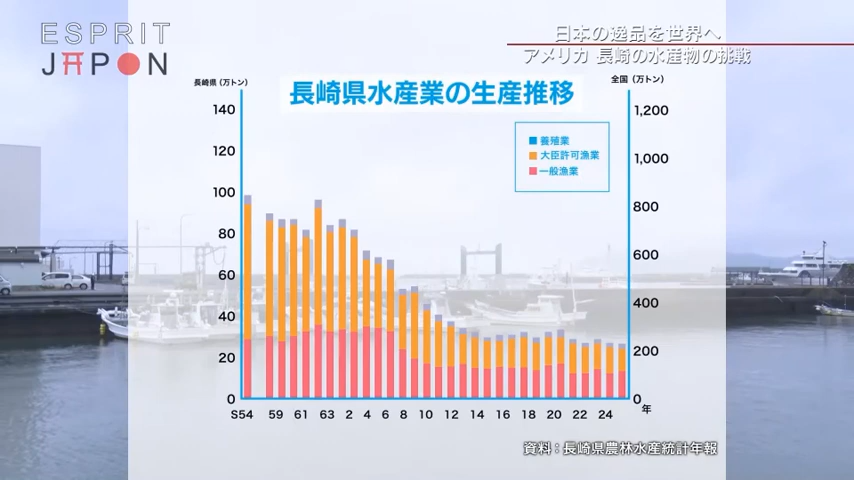 ESPRIT
JAPON
日本の逸品を世界へ
アメリカ 長崎の水産物の挑戦
長崎県水産業の生産推移
長崎県（万トン）
全国（万トン）
140
120
100
80
60
40
20
0
1,200
1,000
800
600
400
200
0
養殖業
大臣許可漁業
一般漁業
S54 59 61 63 2 4 6 8 10 12 14 16 18 20 22 24 年
資料：長崎県農林水産統計年報